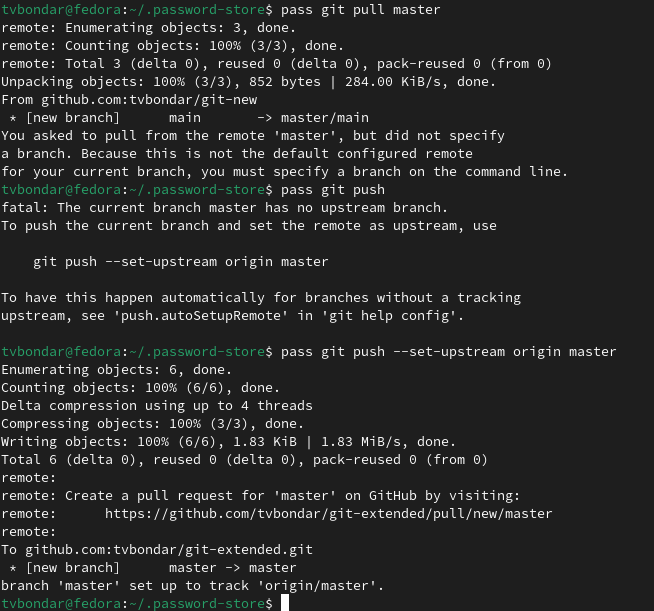 tvbondar@fedora:~/.password-store$ pass git pull master
remote: Enumerating objects: 3, done.
remote: Counting objects: 100% (3/3), done.
remote: Total 3 (delta 0), reused 0 (delta 0), pack-reused 0 (from 0)
Unpacking objects: 100% (3/3), 852 bytes | 284.00 KiB/s, done.
From github.com:tvbondar/git-new
 * [new branch]      main       -> master/main
You asked to pull from the remote 'master', but did not specify
a branch. Because this is not the default configured remote
for your current branch, you must specify a branch on the command line.
tvbondar@fedora:~/.password-store$ pass git push
fatal: The current branch master has no upstream branch.
To push the current branch and set the remote as upstream, use

    git push --set-upstream origin master

To have this happen automatically for branches without a tracking
upstream, see 'push.autoSetupRemote' in 'git help config'.

tvbondar@fedora:~/.password-store$ pass git push --set-upstream origin master
Enumerating objects: 6, done.
Counting objects: 100% (6/6), done.
Delta compression using up to 4 threads
Compressing objects: 100% (3/3), done.
Writing objects: 100% (6/6), 1.83 KiB | 1.83 MiB/s, done.
Total 6 (delta 0), reused 0 (delta 0), pack-reused 0 (from 0)
remote:
remote: Create a pull request for 'master' on GitHub by visiting:
remote:      https://github.com/tvbondar/git-extended/pull/new/master
remote:
To github.com:tvbondar/git-extended.git
 * [new branch]      master -> master
branch 'master' set up to track 'origin/master'.
tvbondar@fedora:~/.password-store$